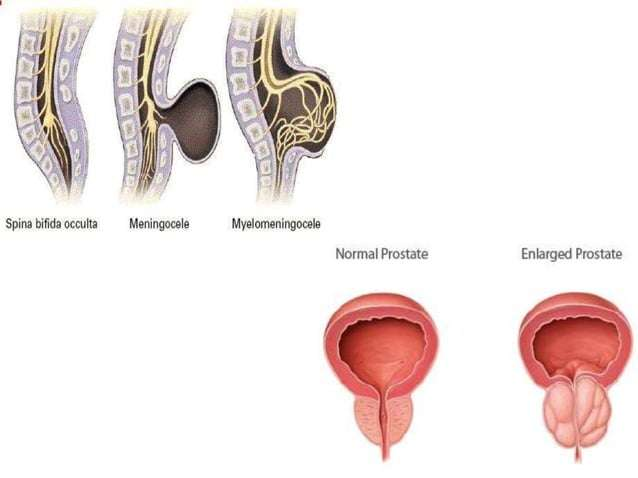 Spina bifida occulta
Meningocele
Myelomeningocele
Normal Prostate
Enlarged Prostate